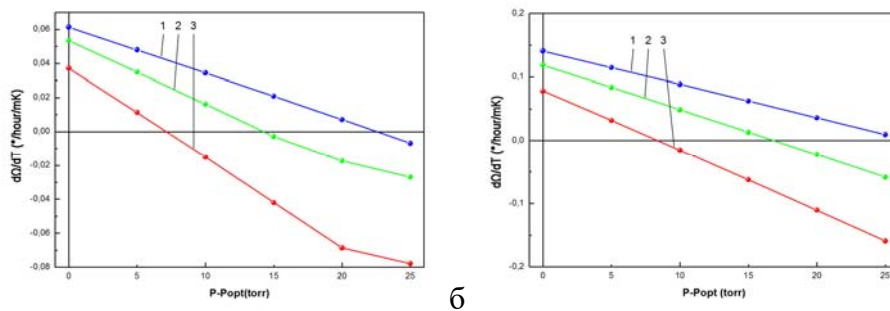 0,06
0,04
0,02
0,00
-0,02
-0,04
-0,06
-0,08
dΩ/dT (*/hour/mK)
1 2 3
0 5 10 15 20 25
P-Popt(torr)
б
0,2
0,1
0,0
-0,1
-0,2
dΩ/dT (*/hour/mK)
1 2 3
0 5 10 15 20 25
P-Popt (torr)